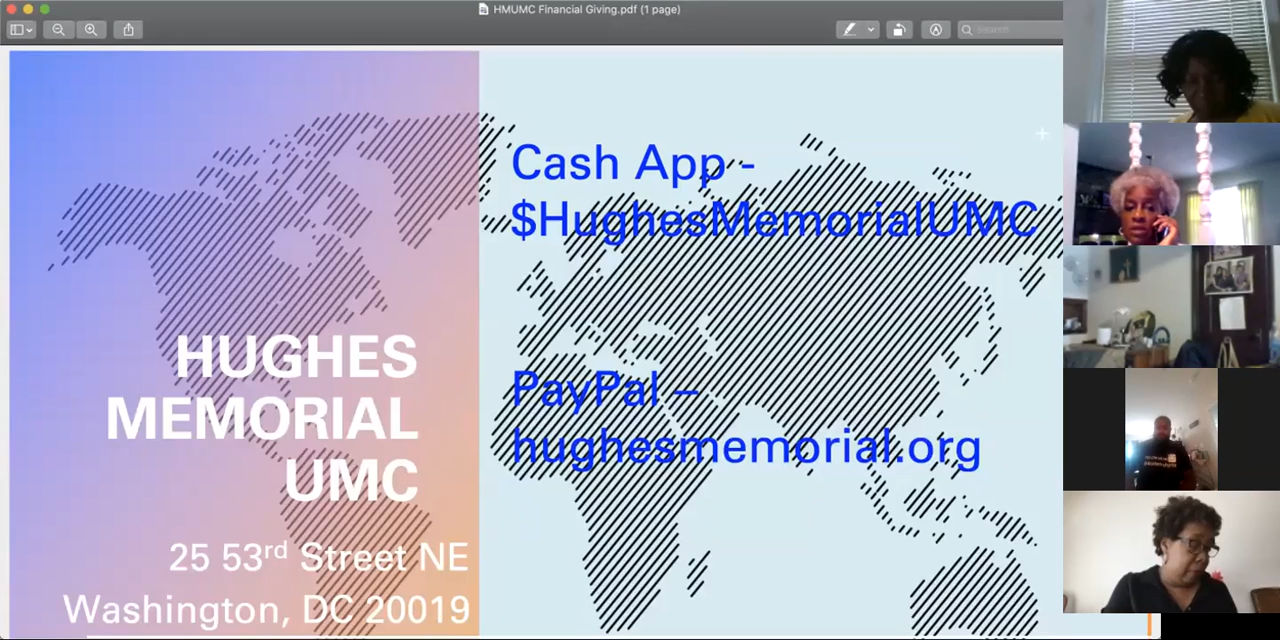 HMUMC Financial Giving.pdf (1 page)
Search
Cash App -
$HughesMemorialUMC
PayPal –
hughesmemorial.org
HUGHES
MEMORIAL
UMC
25 53rd Street NE
Washington, DC 20019